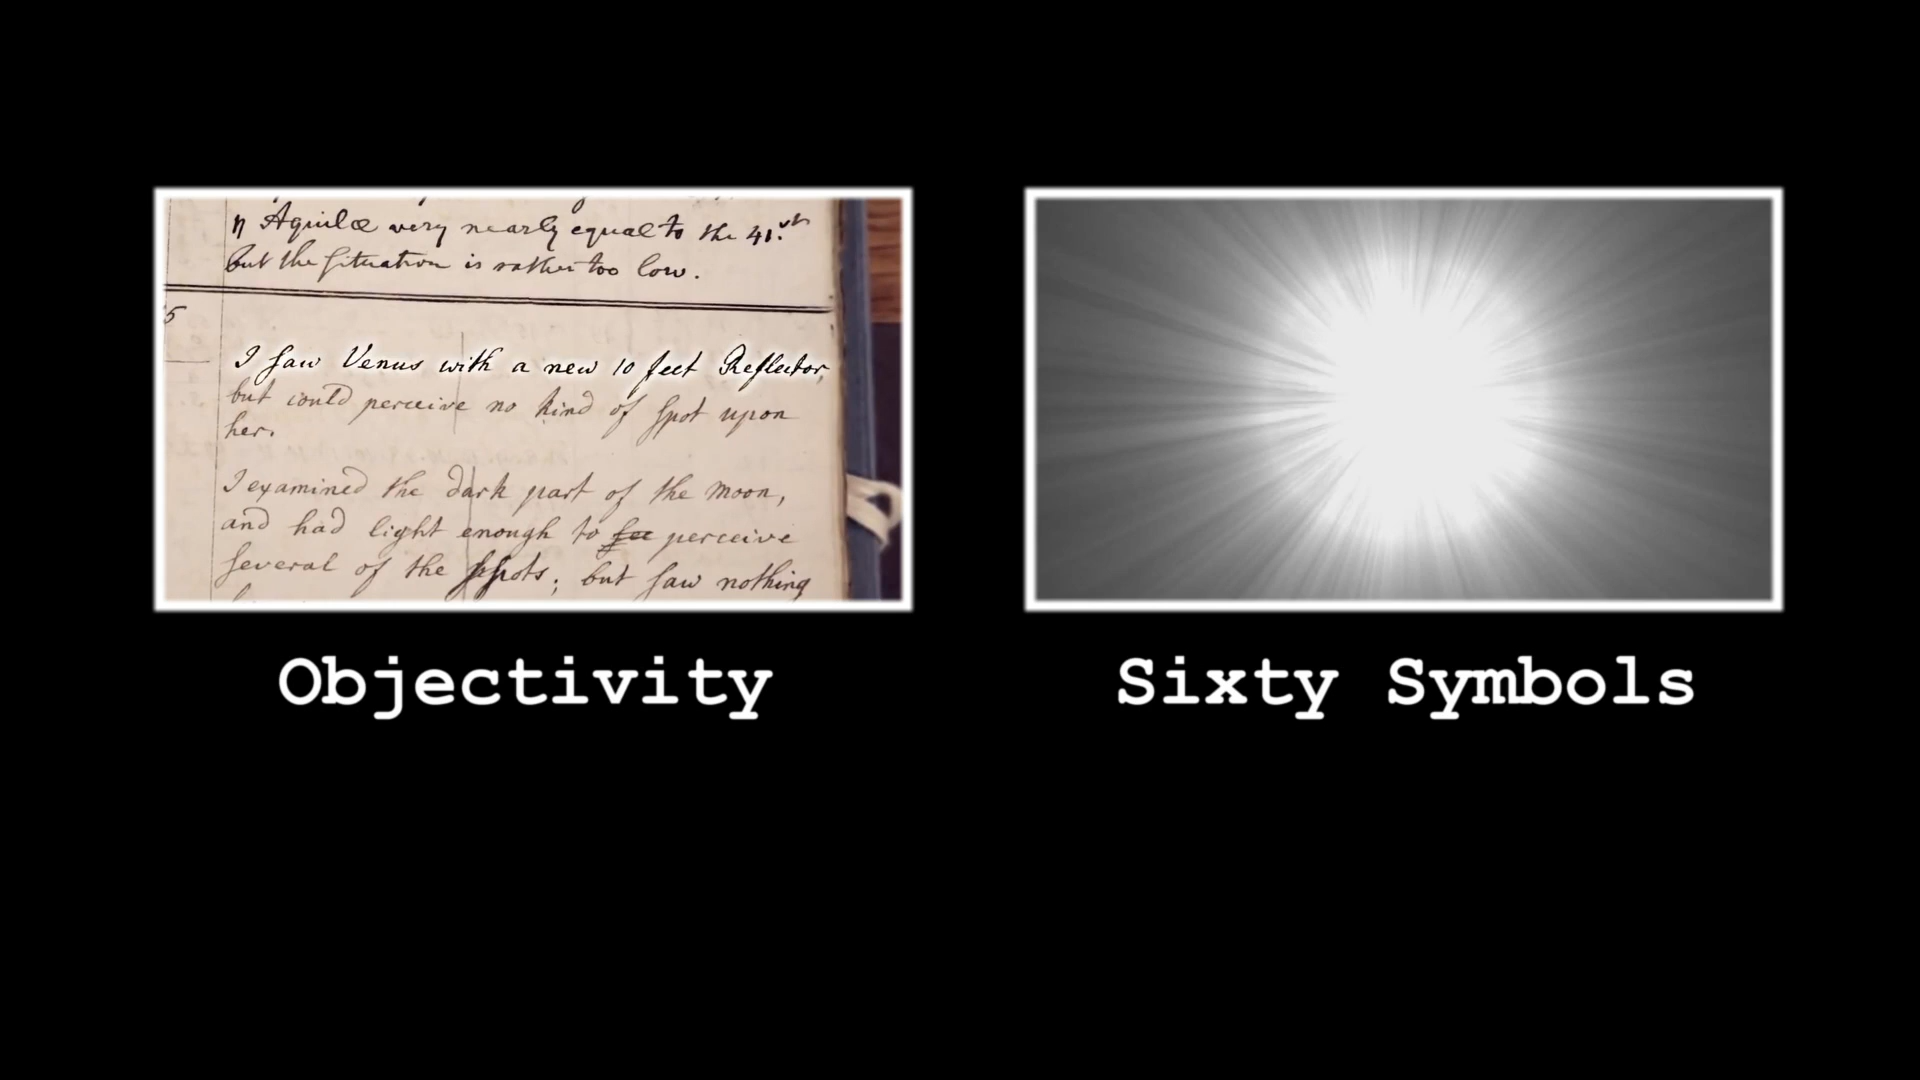 η Aquilæ very nearly equal to the 41.st
but the situation is rather too low.
5
I saw Venus with a new 10 feet Reflector,
but could perceive no kind of spot upon
her.
I examined the dark part of the moon,
and had light enough to see perceive
several of the spots; but saw nothing
Objectivity
Sixty Symbols